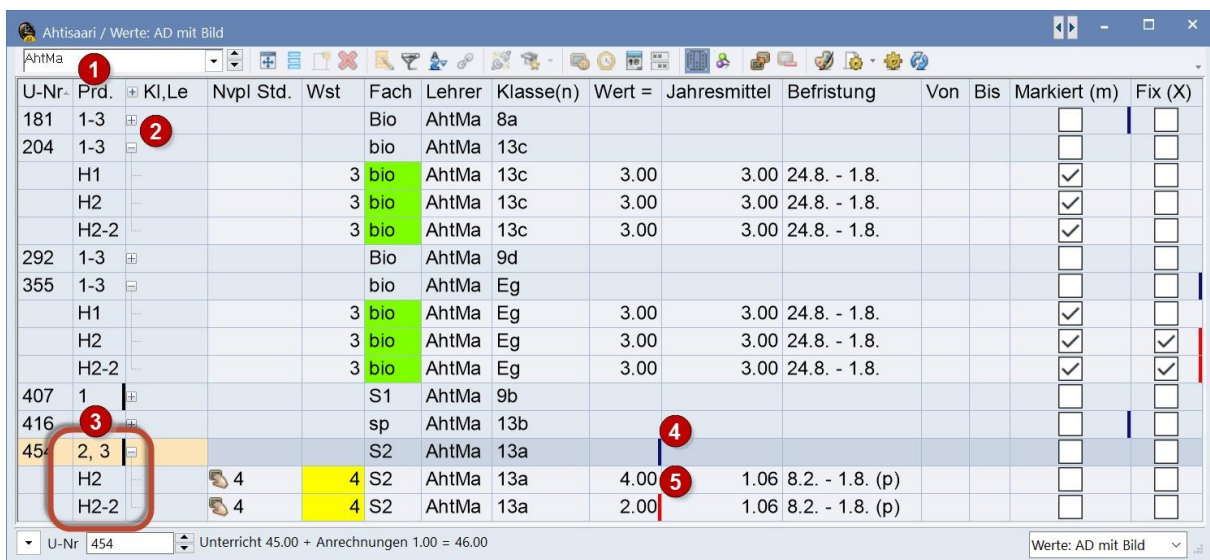 Ahtisaari / Werte: AD mit Bild
AhtMa
1
U-Nr Prd. Kl,Le Nvpl Std. Wst Fach Lehrer Klasse(n) Wert = Jahresmittel Befristung Von Bis Markiert (m) Fix (X)
181 1-3 Bio AhtMa 8a
2
204 1-3 bio AhtMa 13c
H1 3 bio AhtMa 13c 3.00 3.00 24.8. - 1.8.
H2 3 bio AhtMa 13c 3.00 3.00 24.8. - 1.8.
H2-2 3 bio AhtMa 13c 3.00 3.00 24.8. - 1.8.
292 1-3 Bio AhtMa 9d
355 1-3 bio AhtMa Eg
H1 3 bio AhtMa Eg 3.00 3.00 24.8. - 1.8.
H2 3 bio AhtMa Eg 3.00 3.00 24.8. - 1.8.
H2-2 3 bio AhtMa Eg 3.00 3.00 24.8. - 1.8.
407 1 S1 AhtMa 9b
416 3 sp AhtMa 13b
4
454 2, 3 S2 AhtMa 13a
H2 4 4 S2 AhtMa 13a 4.00 5 1.06 8.2. - 1.8. (p)
H2-2 4 4 S2 AhtMa 13a 2.00 1.06 8.2. - 1.8. (p)
U-Nr 454 Unterricht 45.00 + Anrechnungen 1.00 = 46.00 Werte: AD mit Bild